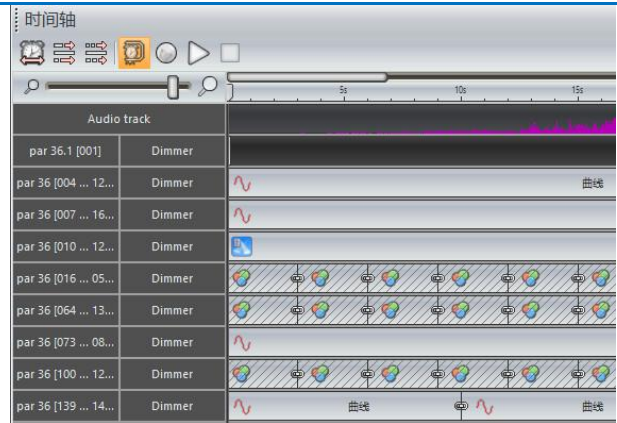 时间轴
5s 10s 15s
Audio track
par 36.1 [001] Dimmer
par 36 [004 ... 12... Dimmer 曲线
par 36 [007 ... 16... Dimmer
par 36 [010 ... 12... Dimmer
par 36 [016 ... 05... Dimmer
par 36 [064 ... 13... Dimmer
par 36 [073 ... 08... Dimmer
par 36 [100 ... 12... Dimmer
par 36 [139 ... 14... Dimmer 曲线 曲线